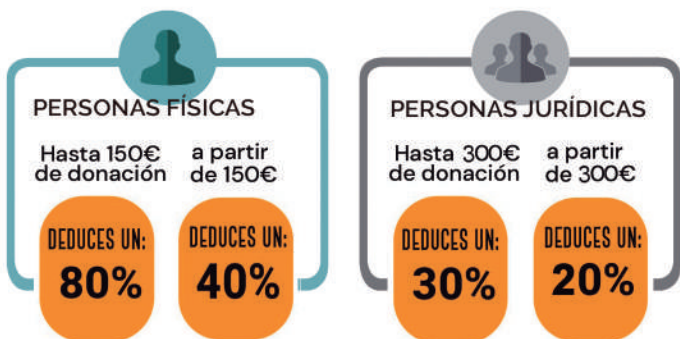 PERSONAS FÍSICAS
Hasta 150€
de donación
a partir
de 150€
DEDUCES UN:
80%
DEDUCES UN:
40%
PERSONAS JURÍDICAS
Hasta 300€
de donación
a partir
de 300€
DEDUCES UN:
30%
DEDUCES UN:
20%